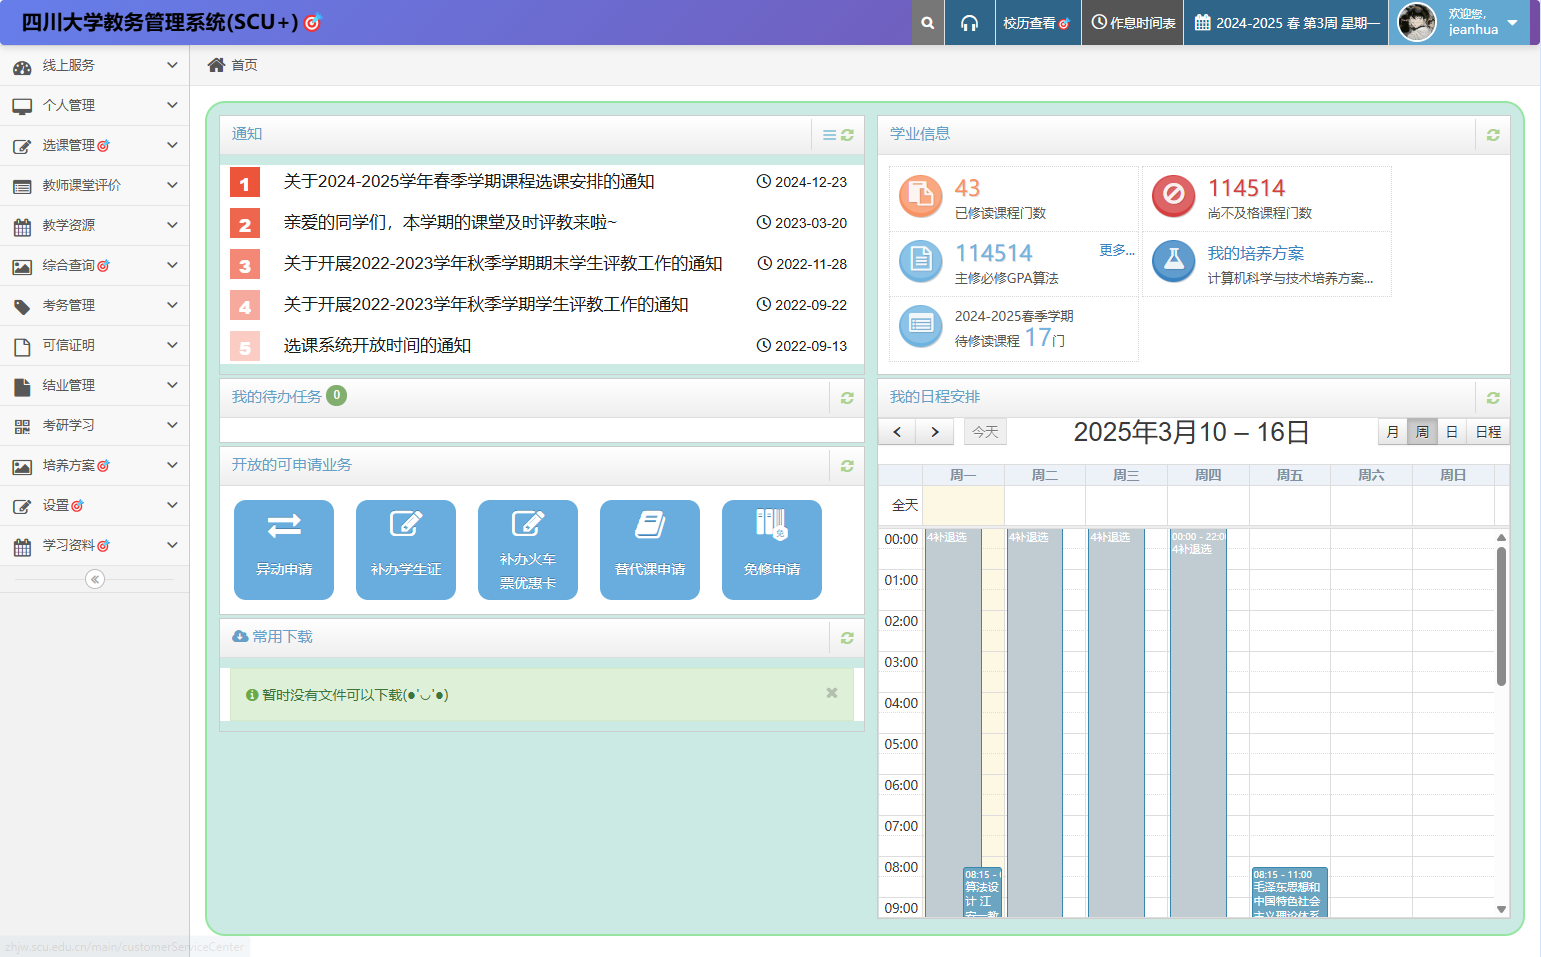 四川大学教务管理系统(SCU+)🎯
校历查看🎯
作息时间表
2024-2025 春 第3周 星期一
欢迎您,
jeanhua
线上服务
个人管理
选课管理🎯
教师课堂评价
教学资源
综合查询🎯
考务管理
可信证明
结业管理
考研学习
培养方案🎯
设置🎯
学习资料🎯
首页
通知
1 关于2024-2025学年春季学期课程选课安排的通知 2024-12-23
2 亲爱的同学们，本学期的课堂及时评教来啦~ 2023-03-20
3 关于开展2022-2023学年秋季学期期末学生评教工作的通知 2022-11-28
4 关于开展2022-2023学年秋季学期学生评教工作的通知 2022-09-22
5 选课系统开放时间的通知 2022-09-13
我的待办任务 0
开放的可申请业务
异动申请
补办学生证
补办火车
票优惠卡
替代课申请
免
免修申请
常用下载
暂时没有文件可以下载(●'◡'●)
学业信息
43
已修读课程门数
114514
尚不及格课程门数
114514 更多...
主修必修GPA算法
我的培养方案
计算机科学与技术培养方案...
2024-2025春季学期
待修读课程 17门
我的日程安排
今天
2025年3月10 – 16日
月 周 日 日程
周一 周二 周三 周四 周五 周六 周日
全天
00:00
01:00
02:00
03:00
04:00
05:00
06:00
07:00
08:00
09:00
4补退选
4补退选
4补退选
00:00 - 22:0
4补退选
08:15 -
算法设
计 江
安一教
08:15 - 11:00
毛泽东思想和
中国特色社会
主义理论体系
zhjw.scu.edu.cn/main/customerServiceCenter